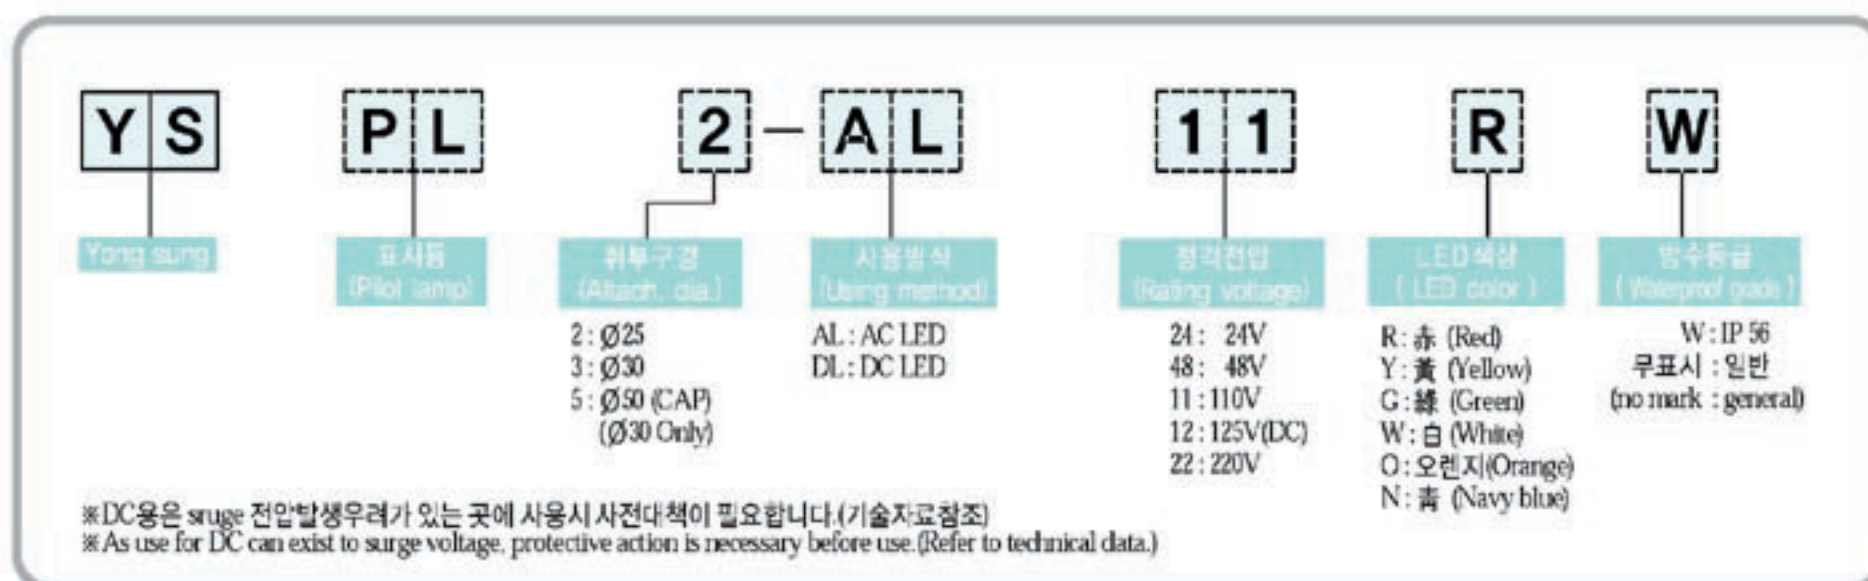 YS PL 2 - AL 11 R W
Yong sung
표시등
(Pilot lamp)
취부구경
(Attach. dia.)
사용방식
(Using method)
정격전압
(Rating voltage)
LED색상
( LED color )
방수등급
( Waterproof grade )
2 : Ø25
3 : Ø30
5 : Ø50 (CAP)
(Ø30 Only)
AL : AC LED
DL : DC LED
24 : 24V
48 : 48V
11 : 110V
12 : 125V(DC)
22 : 220V
R : 赤 (Red)
Y : 黃 (Yellow)
G : 綠 (Green)
W : 白 (White)
O : 오렌지(Orange)
N : 靑 (Navy blue)
W : IP 56
무표시 : 일반
(no mark : general)
※DC용은 sruge 전압발생우려가 있는 곳에 사용시 사전대책이 필요합니다.(기술자료참조)
※As use for DC can exist to surge voltage, protective action is necessary before use.(Refer to technical data.)